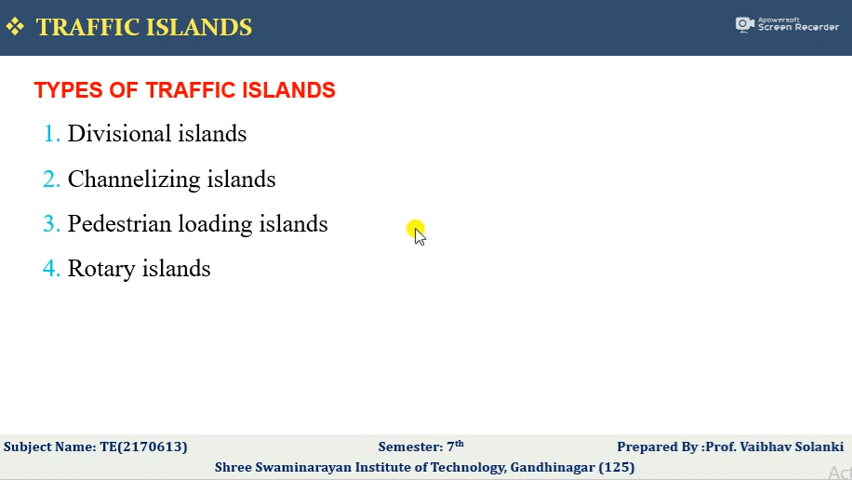 ❖ TRAFFIC ISLANDS
Apowersoft
Screen Recorder
TYPES OF TRAFFIC ISLANDS
1. Divisional islands
2. Channelizing islands
3. Pedestrian loading islands
4. Rotary islands
Subject Name: TE(2170613) Semester: 7th Prepared By :Prof. Vaibhav Solanki
Shree Swaminarayan Institute of Technology, Gandhinagar (125)